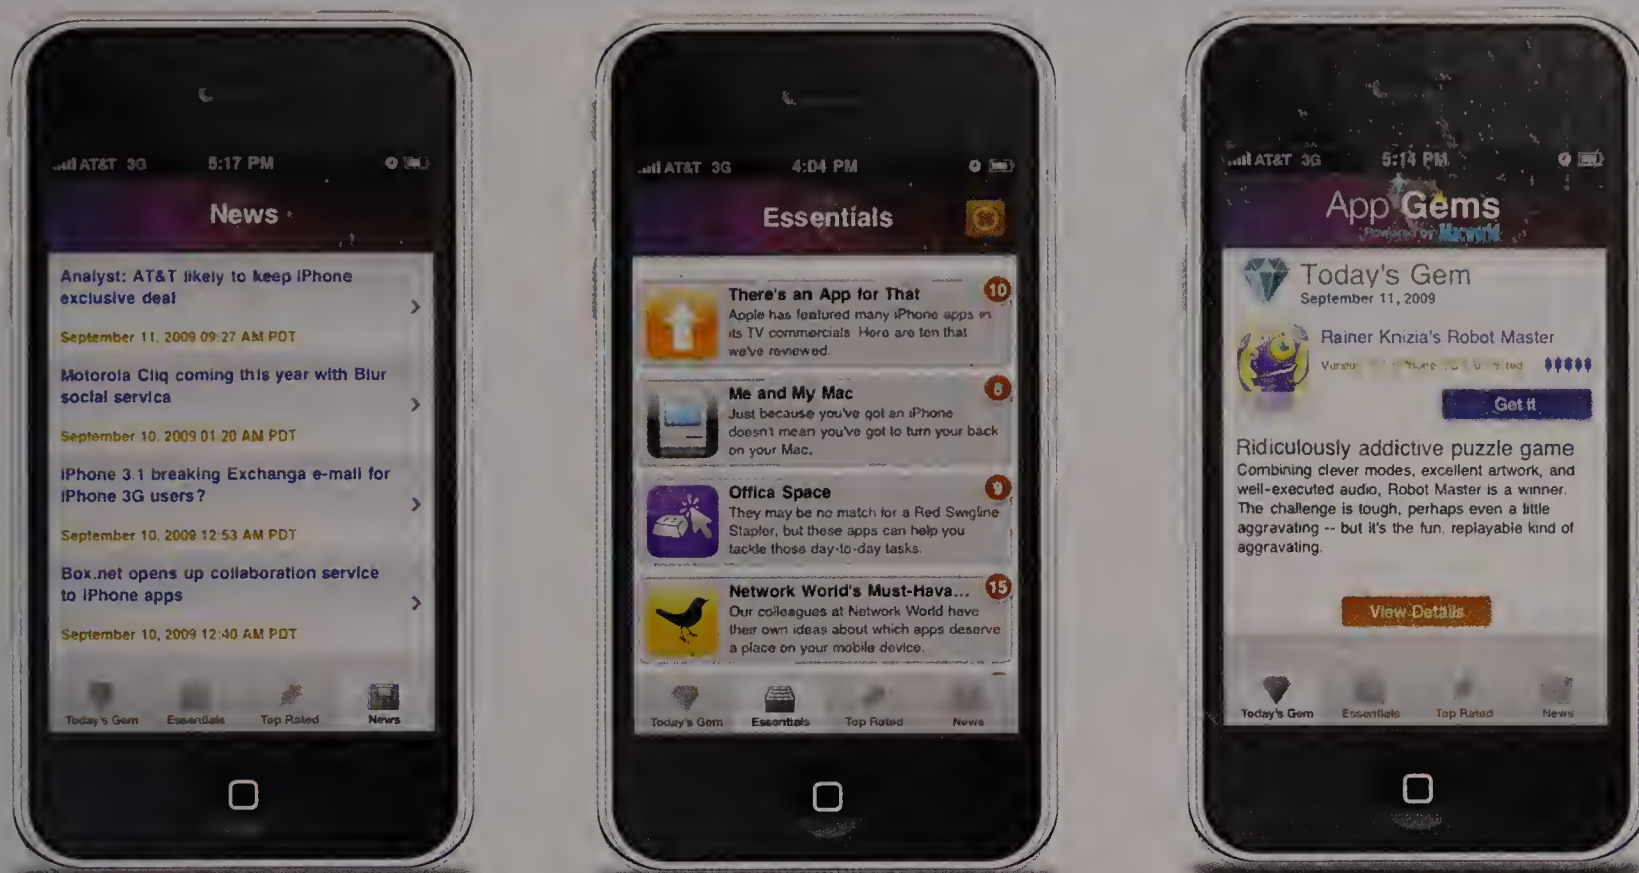 AT&T 3G 5:17 PM
News
Analyst: AT&T likely to keep iPhone
exclusive deal
September 11, 2009 09:27 AM PDT
Motorola Cliq coming this year with Blur
social servica
September 10, 2009 01:20 AM PDT
iPhone 3.1 breaking Exchanga e-mail for
iPhone 3G users?
September 10, 2009 12:53 AM PDT
Box.net opens up collaboration service
to iPhone apps
September 10, 2009 12:40 AM PDT
Today's Gem Essentials Top Rated News
AT&T 3G 4:04 PM
Essentials
There's an App for That 10
Apple has featured many iPhone apps in
its TV commercials. Here are ten that
we've reviewed.
Me and My Mac
Just because you've got an iPhone
doesn't mean you've got to turn your back
on your Mac.
Offica Space 9
They may be no match for a Red Swigline
Stapler, but these apps can help you
tackle those day-to-day tasks.
Network World's Must-Hava... 15
Our colleagues at Network World have
their own ideas about which apps deserve
a place on your mobile device.
Today's Gem Essentials Top Rated News
AT&T 3G 5:14 PM
App Gems
Powered by Macworld
Today's Gem
September 11, 2009
Rainer Knizia's Robot Master
Get It
Ridiculously addictive puzzle game
Combining clever modes, excellent artwork, and
well-executed audio, Robot Master is a winner.
The challenge is tough, perhaps even a little
aggravating -- but it's the fun, replayable kind of
aggravating.
View Details
Today's Gem Essentials Top Rated News